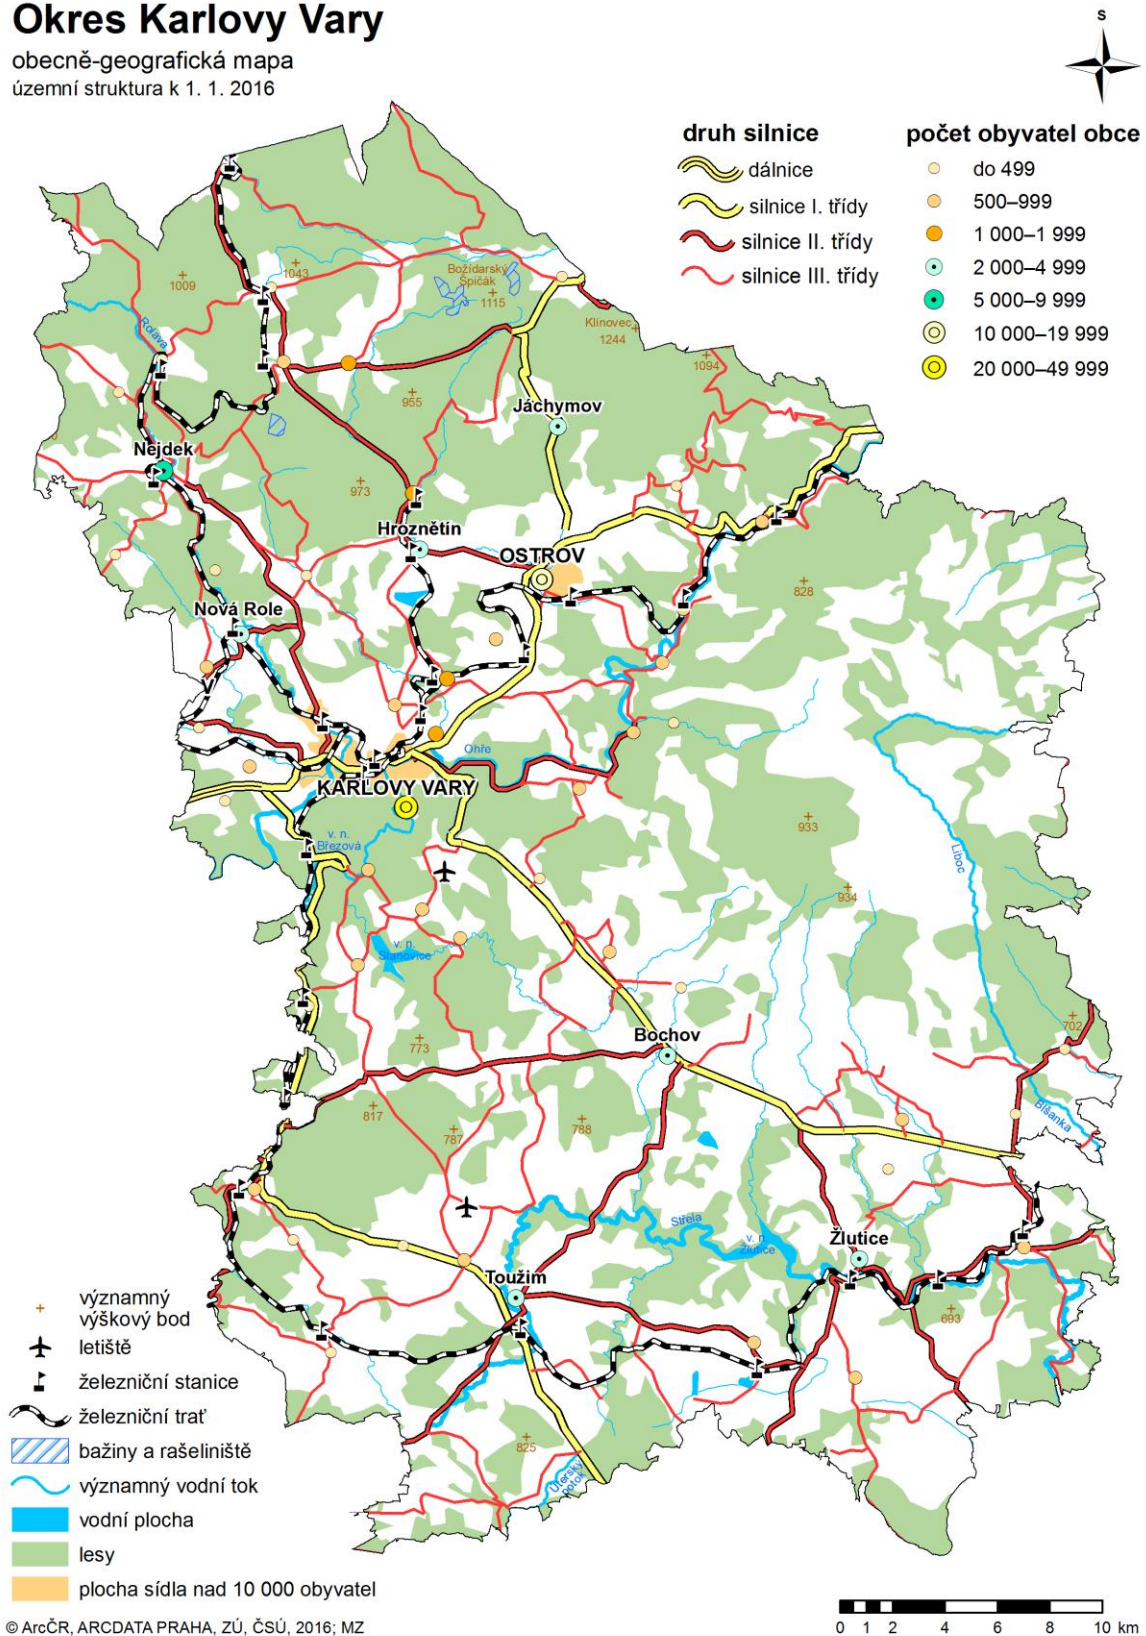 Okres Karlovy Vary
obecně-geografická mapa
územní struktura k 1. 1. 2016
S
druh silnice
dálnice
silnice I. třídy
silnice II. třídy
silnice III. třídy
počet obyvatel obce
do 499
500–999
1 000–1 999
2 000–4 999
5 000–9 999
10 000–19 999
20 000–49 999
1009
1043
Božídarský
Špičák
1115
Klínovec
1244
Rolava
1094
955
Jáchymov
Nejdek
973
Hroznětín
OSTROV
828
Nová Role
Ohře
KARLOVY VARY
v. n.
Březová
933
Liboc
934
v. n.
Stanovice
702
773
Bochov
817
787
788
Blšanka
Střela
v. n.
Žlutice
Žlutice
Toužim
693
825
Úterský
potok
významný
výškový bod
letiště
železniční stanice
železniční trať
bažiny a rašeliniště
významný vodní tok
vodní plocha
lesy
plocha sídla nad 10 000 obyvatel
© ArcČR, ARCDATA PRAHA, ZÚ, ČSÚ, 2016; MZ
0 1 2 4 6 8 10 km